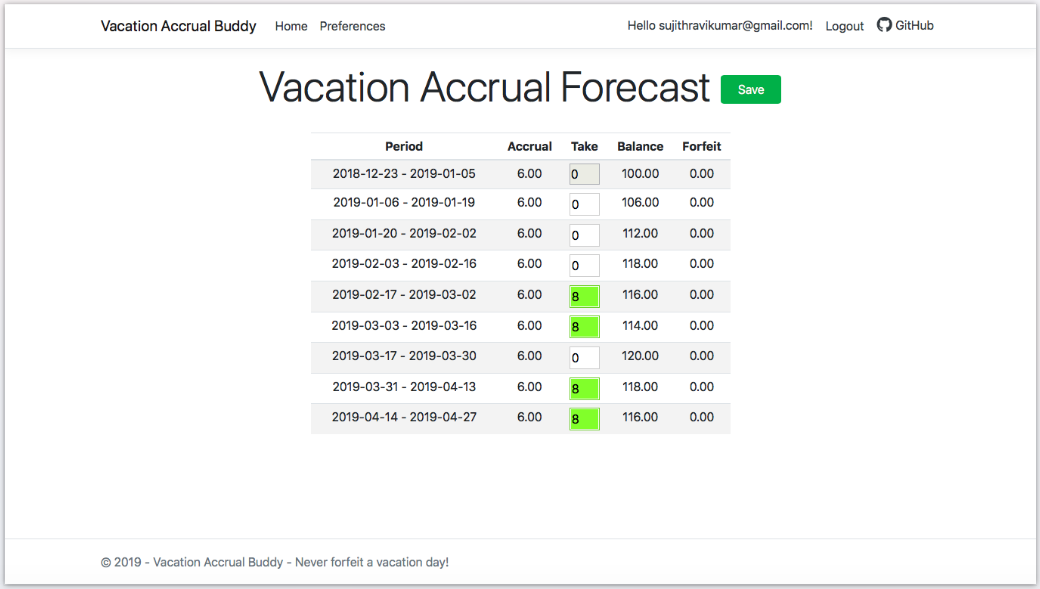 Vacation Accrual Buddy Home Preferences Hello sujithravikumar@gmail.com! Logout GitHub
Vacation Accrual Forecast Save
Period Accrual Take Balance Forfeit
2018-12-23 - 2019-01-05 6.00 0 100.00 0.00
2019-01-06 - 2019-01-19 6.00 0 106.00 0.00
2019-01-20 - 2019-02-02 6.00 0 112.00 0.00
2019-02-03 - 2019-02-16 6.00 0 118.00 0.00
2019-02-17 - 2019-03-02 6.00 8 116.00 0.00
2019-03-03 - 2019-03-16 6.00 8 114.00 0.00
2019-03-17 - 2019-03-30 6.00 0 120.00 0.00
2019-03-31 - 2019-04-13 6.00 8 118.00 0.00
2019-04-14 - 2019-04-27 6.00 8 116.00 0.00
© 2019 - Vacation Accrual Buddy - Never forfeit a vacation day!